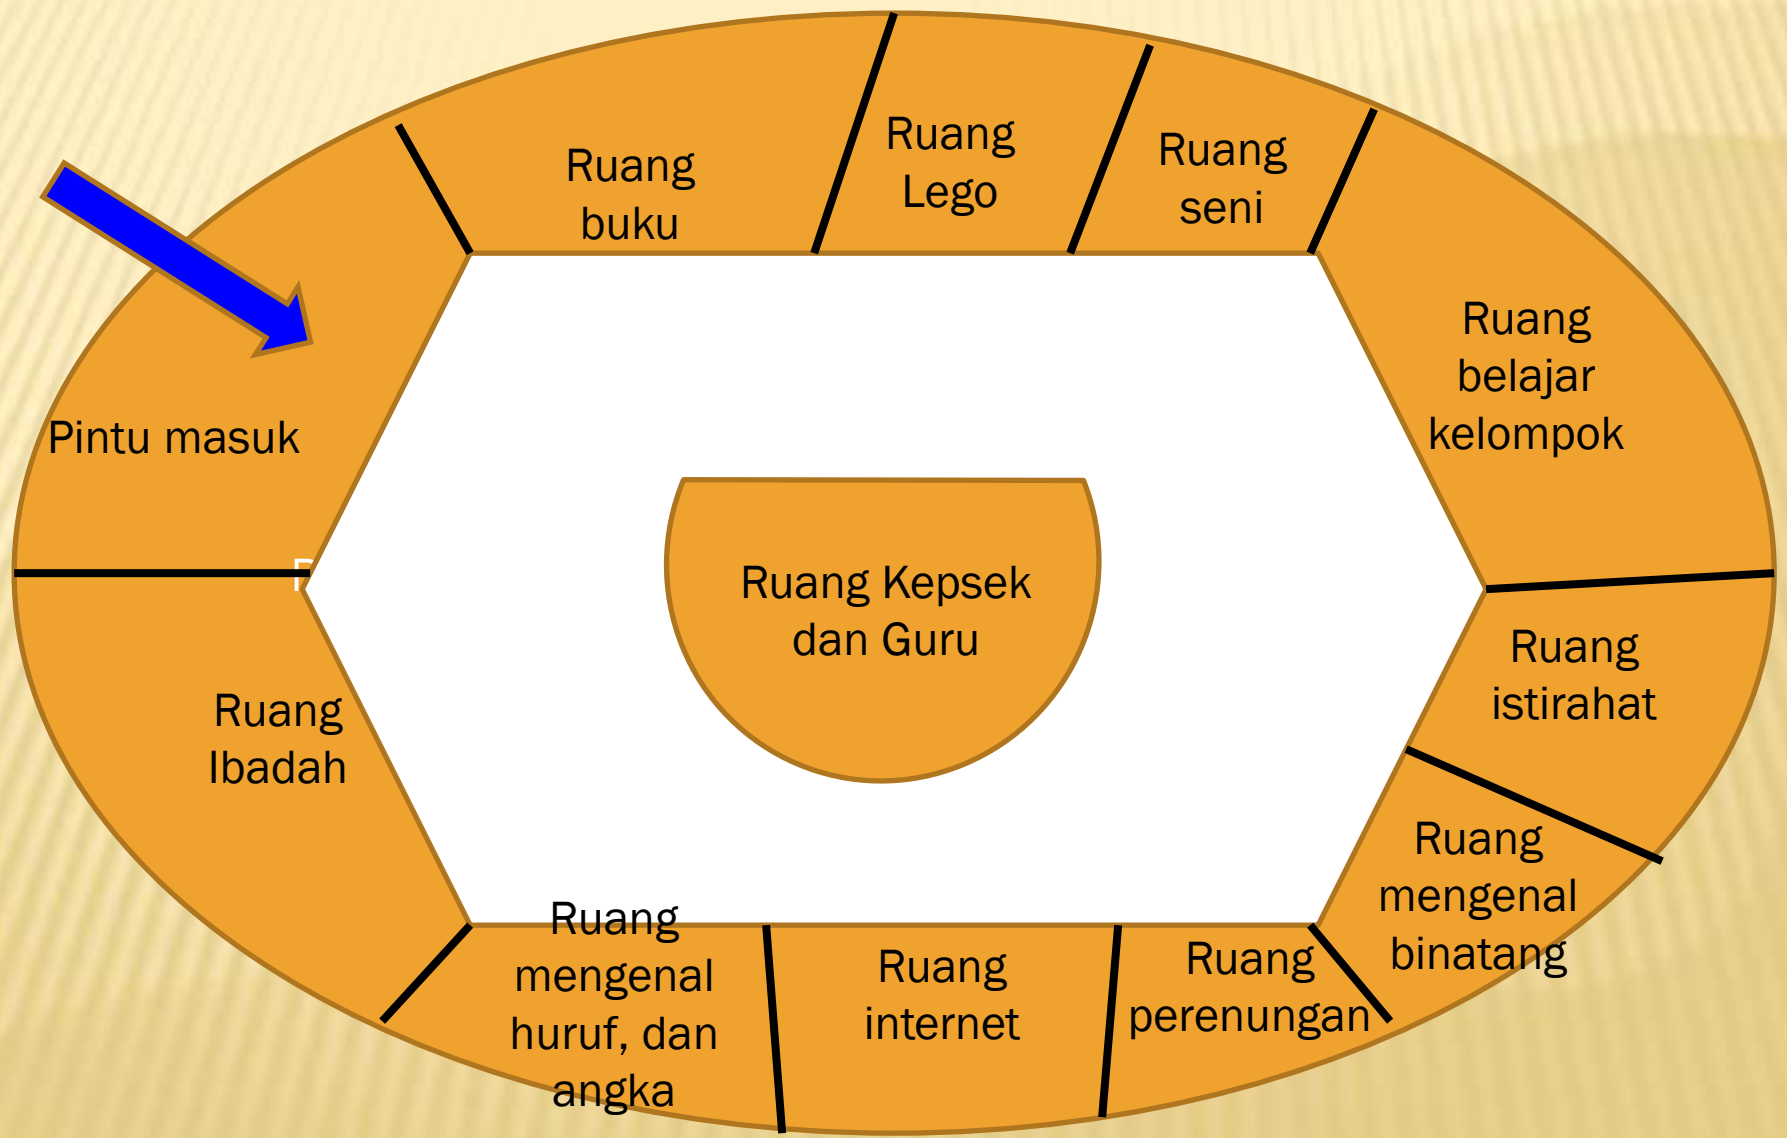 Ruang
buku
Ruang
Lego
Ruang
seni
Ruang
belajar
kelompok
Pintu masuk
Ruang Kepsek
dan Guru
Ruang
istirahat
Ruang
Ibadah
Ruang
mengenal
binatang
Ruang
mengenal
huruf, dan
angka
Ruang
internet
Ruang
perenungan